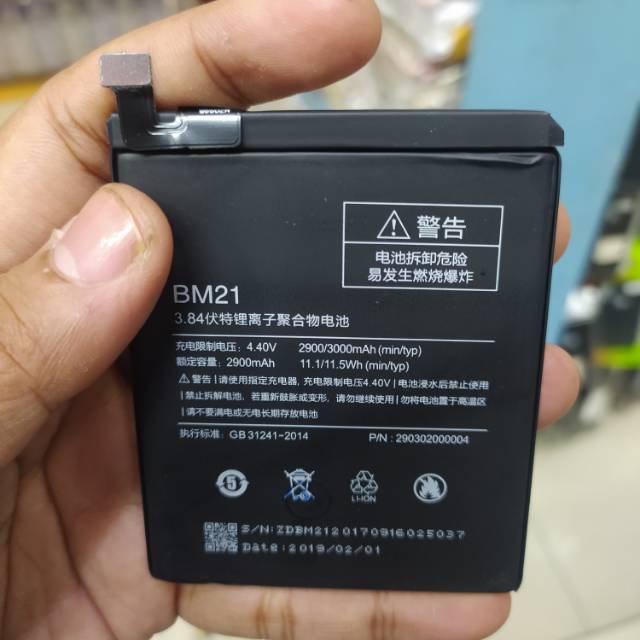 警告
电池拆卸危险
易发生燃烧爆炸
BM21
3.84伏特锂离子聚合物电池
充电限制电压：4.40V 2900/3000mAh (min/typ)
额定容量：2900mAh 11.1/11.5Wh (min/typ)
警告|请使用指定充电器，充电限制电压4.40V|电池浸水后禁止使用
|禁止拆解电池，若重新鼓胀或变形，请勿继续使用|勿将电池置于高温区
|请不要满电或无电长期存放电池
执行标准：GB 31241-2014 P/N : 290302000004
5
LI-ION
S/N: ZDBM2120170916025037
Date: 2019/02/01